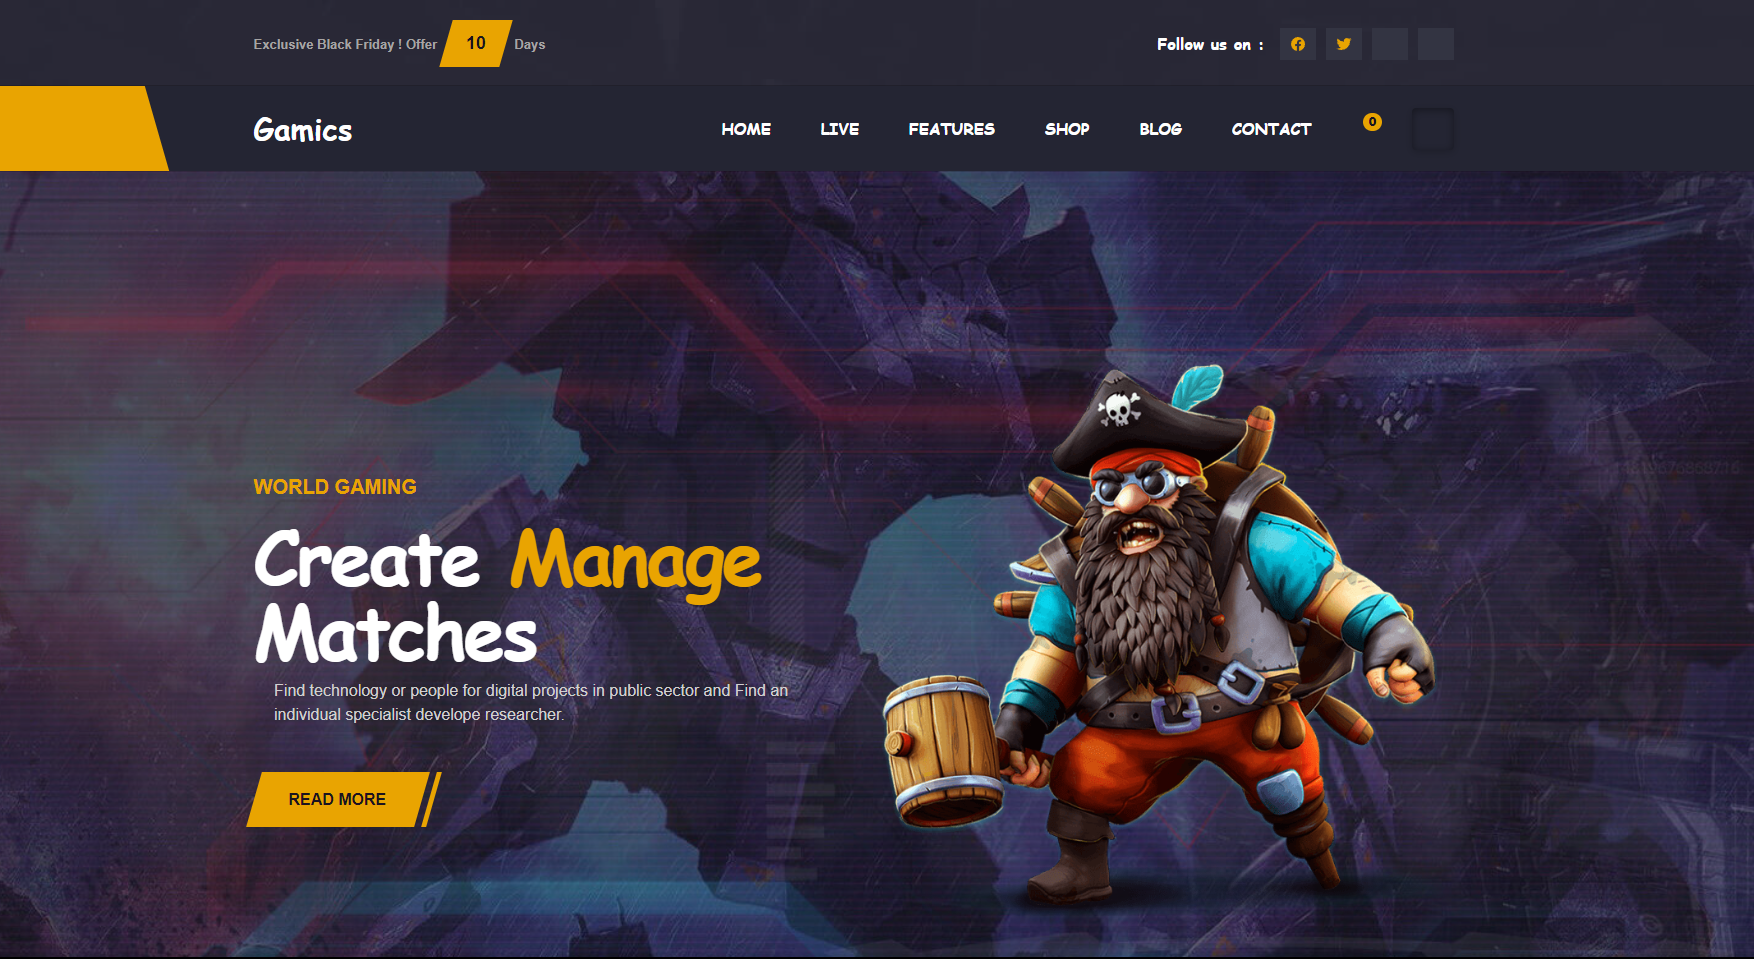 Exclusive Black Friday ! Offer 10 Days
Follow us on :
Gamics
HOME LIVE FEATURES SHOP BLOG CONTACT 0
WORLD GAMING
Create Manage
Matches
Find technology or people for digital projects in public sector and Find an
individual specialist develope researcher.
READ MORE